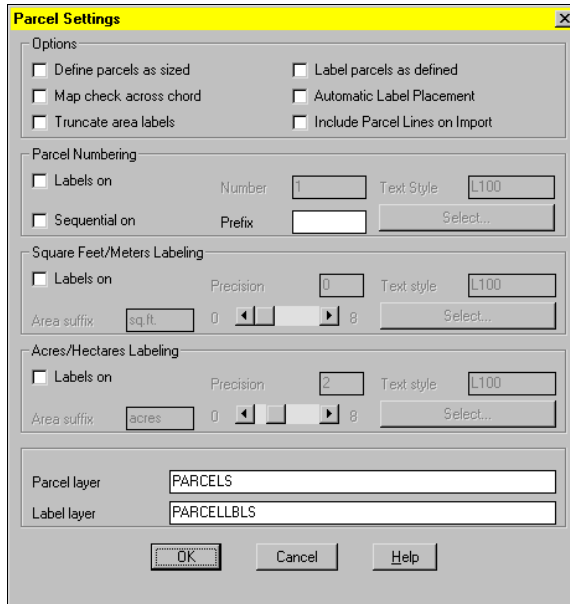 Parcel Settings
Options
Define parcels as sized
Label parcels as defined
Map check across chord
Automatic Label Placement
Truncate area labels
Include Parcel Lines on Import
Parcel Numbering
Labels on
Number
1
Text Style
L100
Sequential on
Prefix
Select...
Square Feet/Meters Labeling
Labels on
Precision
0
Text style
L100
Area suffix
sq.ft.
0
8
Select...
Acres/Hectares Labeling
Labels on
Precision
2
Text style
L100
Area suffix
acres
0
8
Select...
Parcel layer
PARCELS
Label layer
PARCELLBLS
OK
Cancel
Help